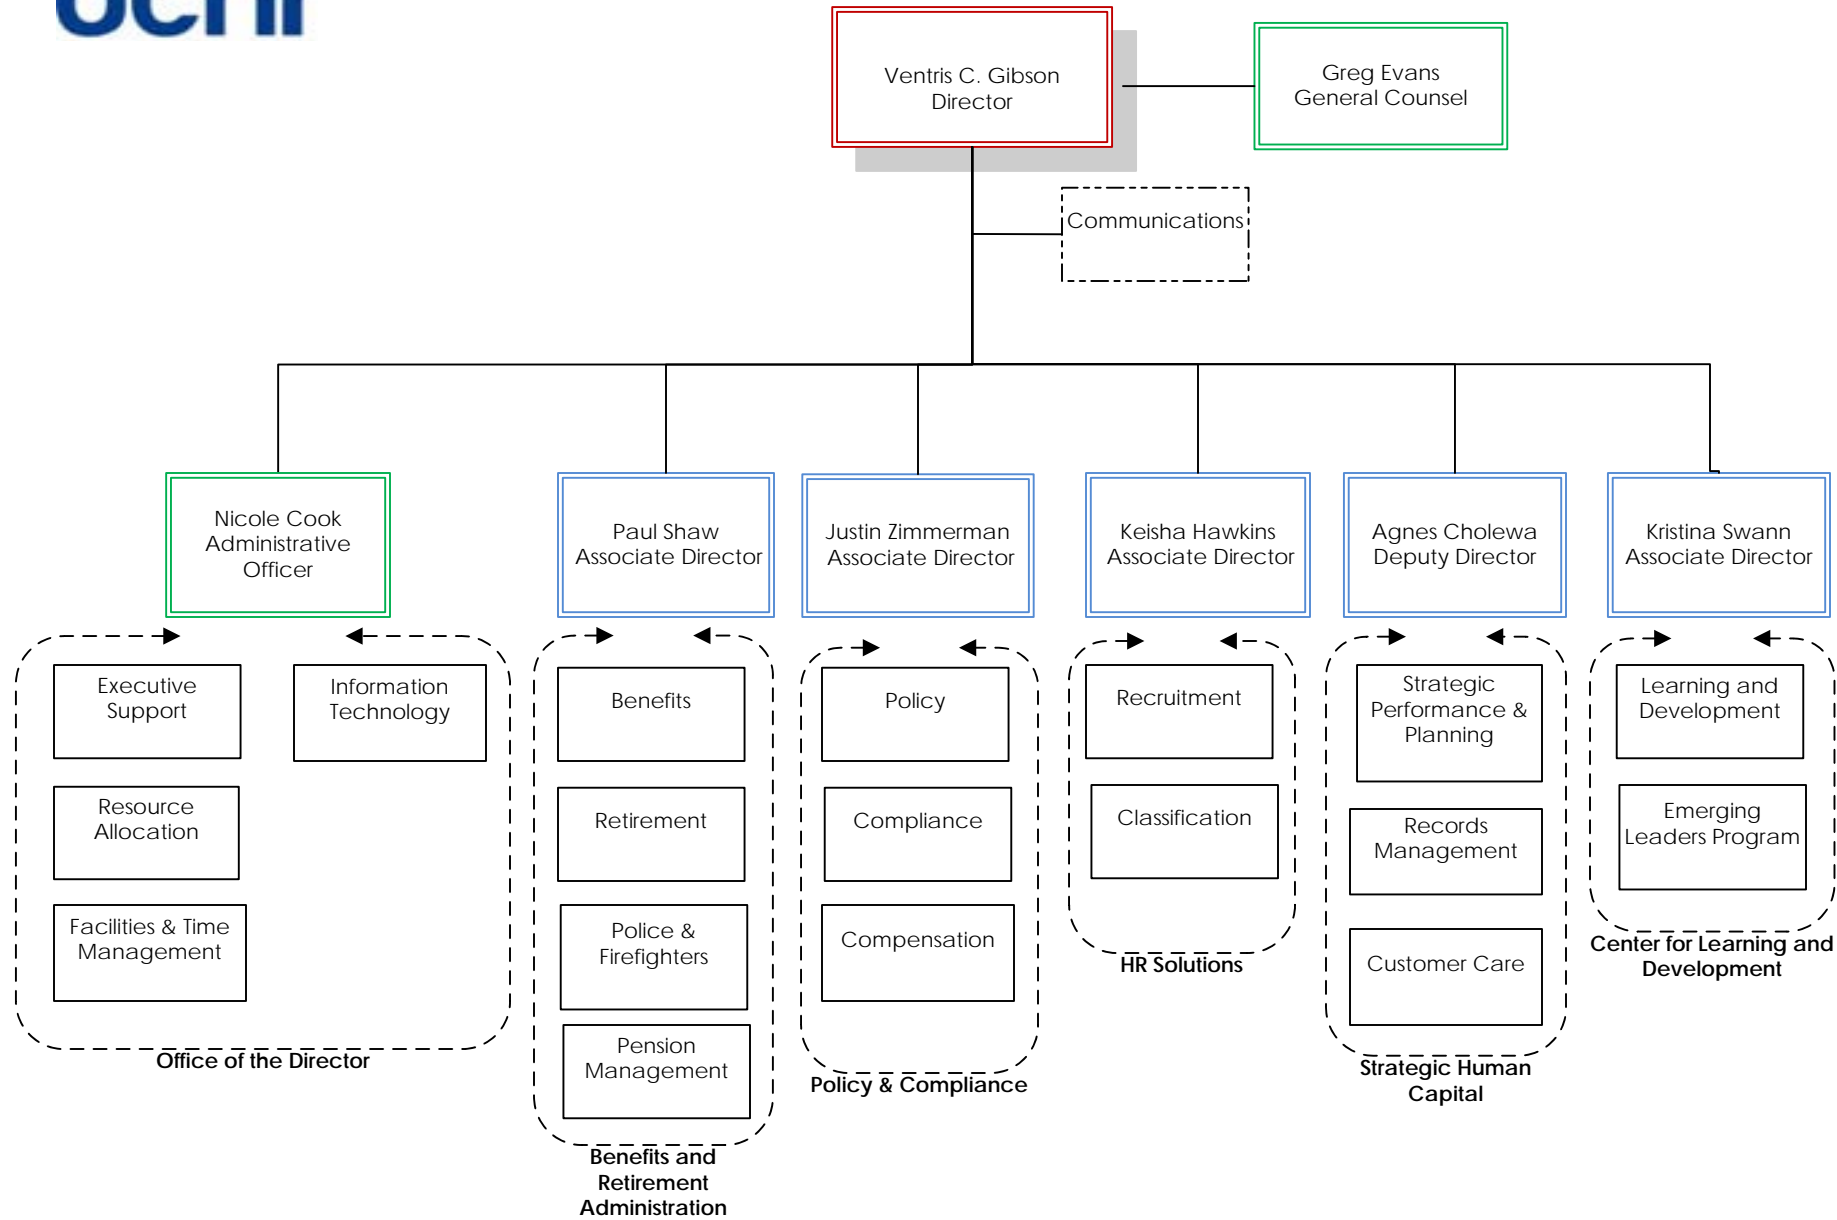 Ventris C. Gibson
Director
Greg Evans
General Counsel
Communications
Nicole Cook
Administrative
Officer
Paul Shaw
Associate Director
Justin Zimmerman
Associate Director
Keisha Hawkins
Associate Director
Agnes Cholewa
Deputy Director
Kristina Swann
Associate Director
Executive
Support
Information
Technology
Resource
Allocation
Facilities & Time
Management
Office of the Director
Benefits
Retirement
Police &
Firefighters
Pension
Management
Benefits and
Retirement
Administration
Policy
Compliance
Compensation
Policy & Compliance
Recruitment
Classification
HR Solutions
Strategic
Performance &
Planning
Records
Management
Customer Care
Strategic Human
Capital
Learning and
Development
Emerging
Leaders Program
Center for Learning and
Development